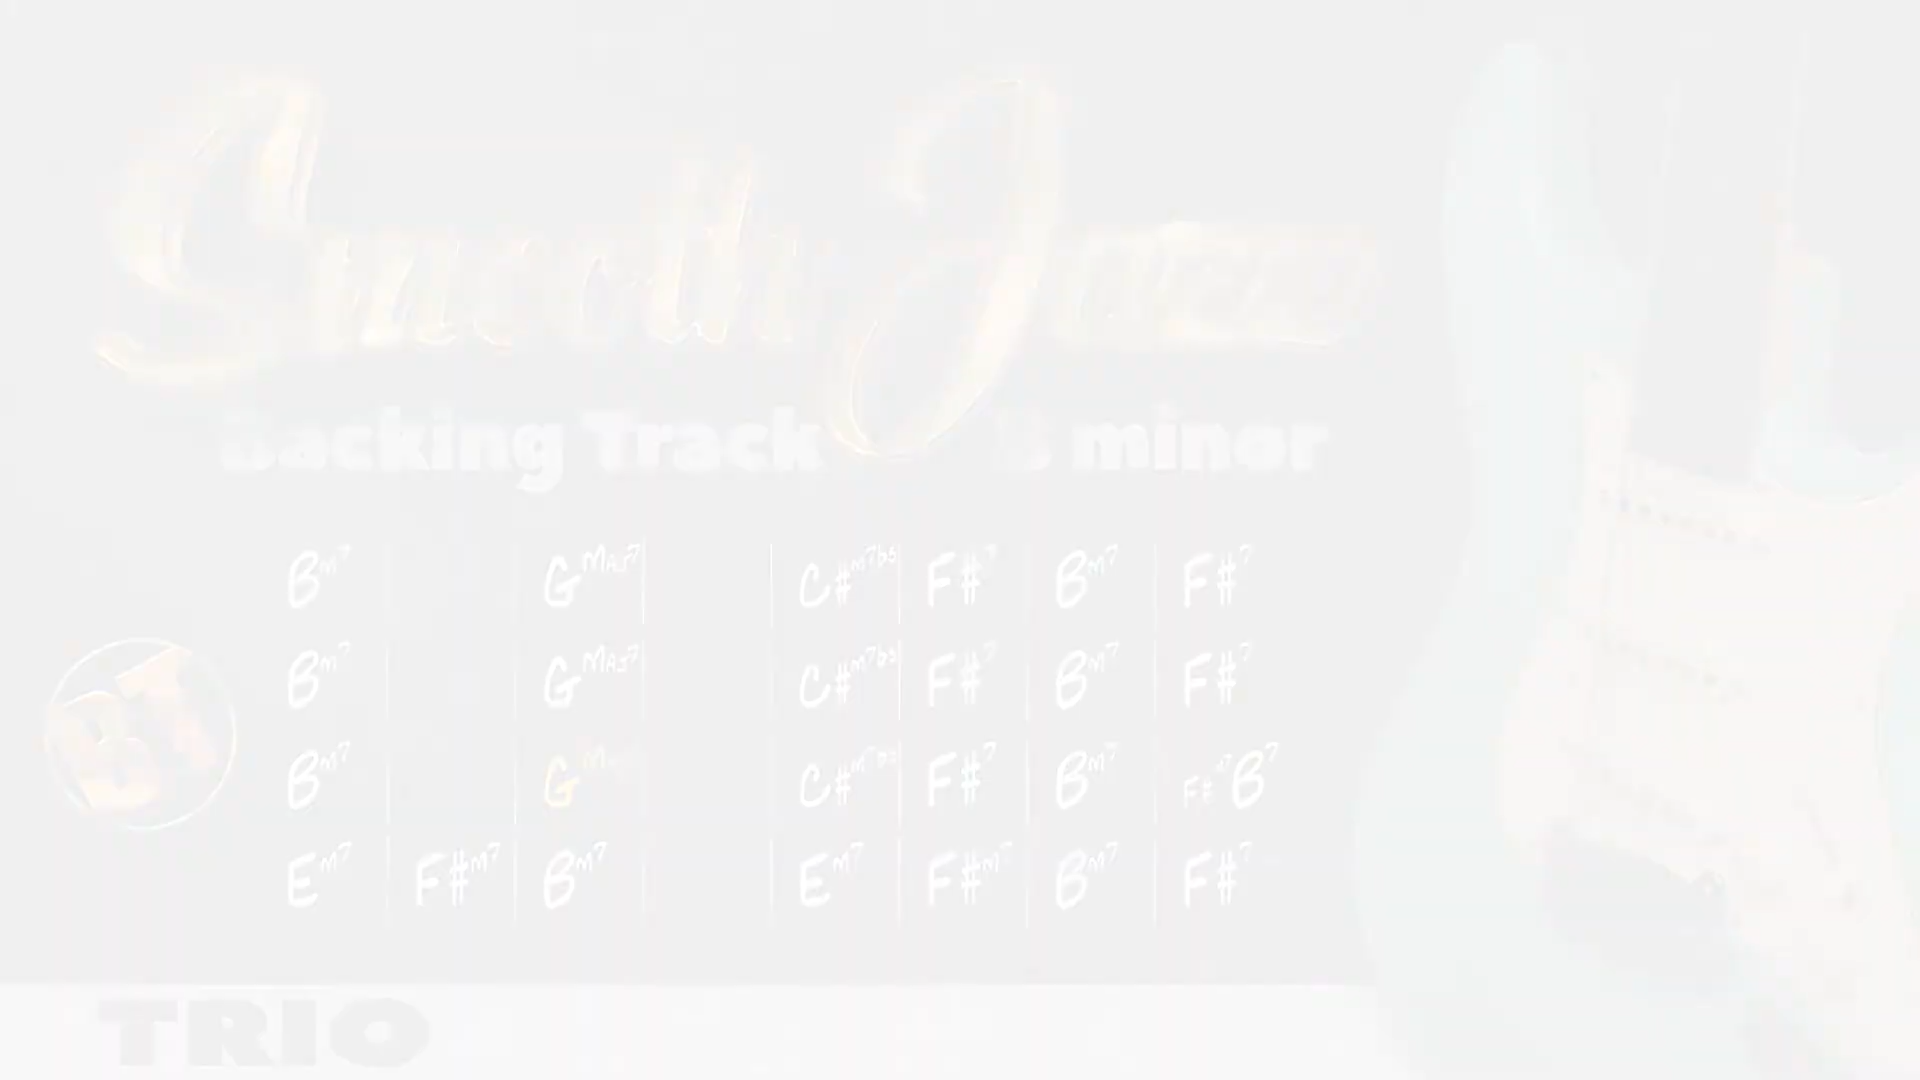 Smooth Jazz
Backing Track B minor
Bm7 GMaj7 C#m7b5 F#7 Bm7 F#7
Bm7 GMaj7 C#m7b5 F#7 Bm7 F#7
Bm7 GMaj7 C#m7b5 F#7 Bm7 F#7 B7
Em7 F#m7 Bm7 Em7 F#m7 Bm7 F#7
BT
TRIO